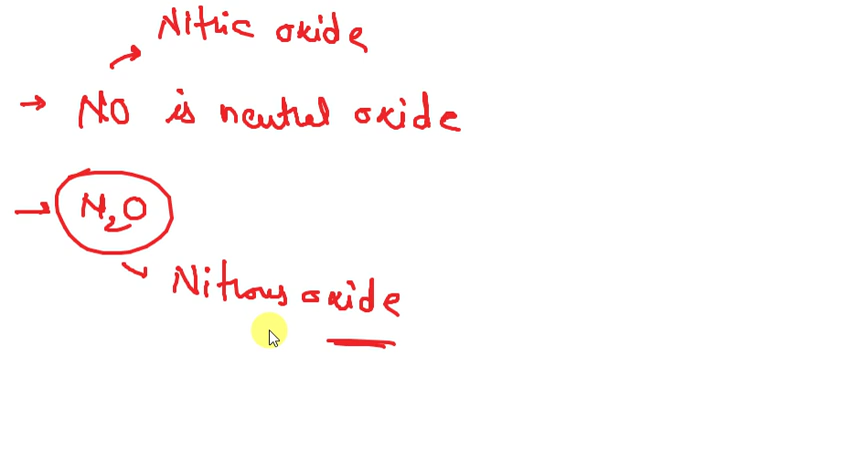 Nitric oxide
→ NO is neutral oxide
→ N₂O
Nitrous oxide